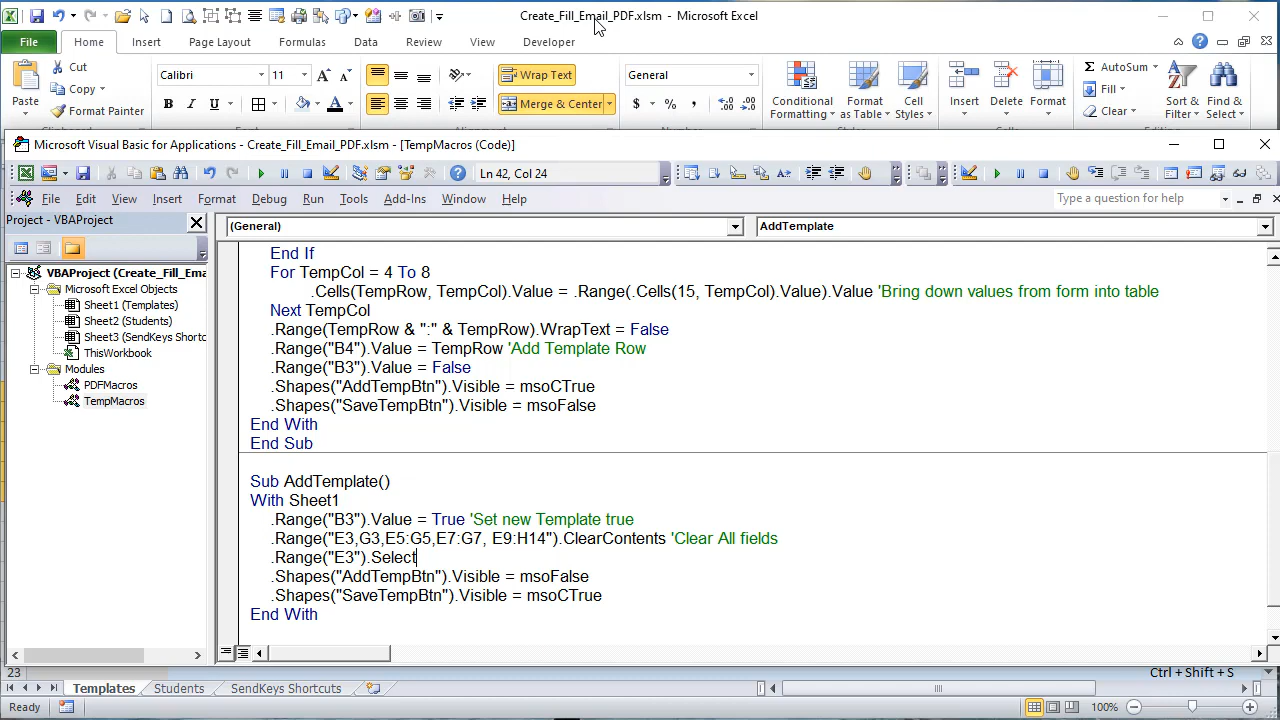 Create_Fill_Email_PDF.xlsm - Microsoft Excel
File Home Insert Page Layout Formulas Data Review View Developer
Paste
Cut
Copy
Format Painter
Calibri 11
B I U
Wrap Text
Merge & Center
General
$ % ,
Conditional Formatting
Format as Table
Cell Styles
Insert
Delete
Format
AutoSum
Fill
Clear
Sort & Filter
Find & Select
Microsoft Visual Basic for Applications - Create_Fill_Email_PDF.xlsm - [TempMacros (Code)]
Ln 42, Col 24
File Edit View Insert Format Debug Run Tools Add-Ins Window Help
Type a question for help
Project - VBAProject
(General)
AddTemplate
VBAProject (Create_Fill_Ema
Microsoft Excel Objects
Sheet1 (Templates)
Sheet2 (Students)
Sheet3 (SendKeys Shortc
ThisWorkbook
Modules
PDFMacros
TempMacros
End If
For TempCol = 4 To 8
.Cells(TempRow, TempCol).Value = .Range(.Cells(15, TempCol).Value).Value 'Bring down values from form into table
Next TempCol
.Range(TempRow & ":" & TempRow).WrapText = False
.Range("B4").Value = TempRow 'Add Template Row
.Range("B3").Value = False
.Shapes("AddTempBtn").Visible = msoCTrue
.Shapes("SaveTempBtn").Visible = msoFalse
End With
End Sub
Sub AddTemplate()
With Sheet1
.Range("B3").Value = True 'Set new Template true
.Range("E3,G3,E5:G5,E7:G7, E9:H14").ClearContents 'Clear All fields
.Range("E3").Select
.Shapes("AddTempBtn").Visible = msoFalse
.Shapes("SaveTempBtn").Visible = msoCTrue
End With
23
Ctrl + Shift + S
Templates Students SendKeys Shortcuts
Ready
100%